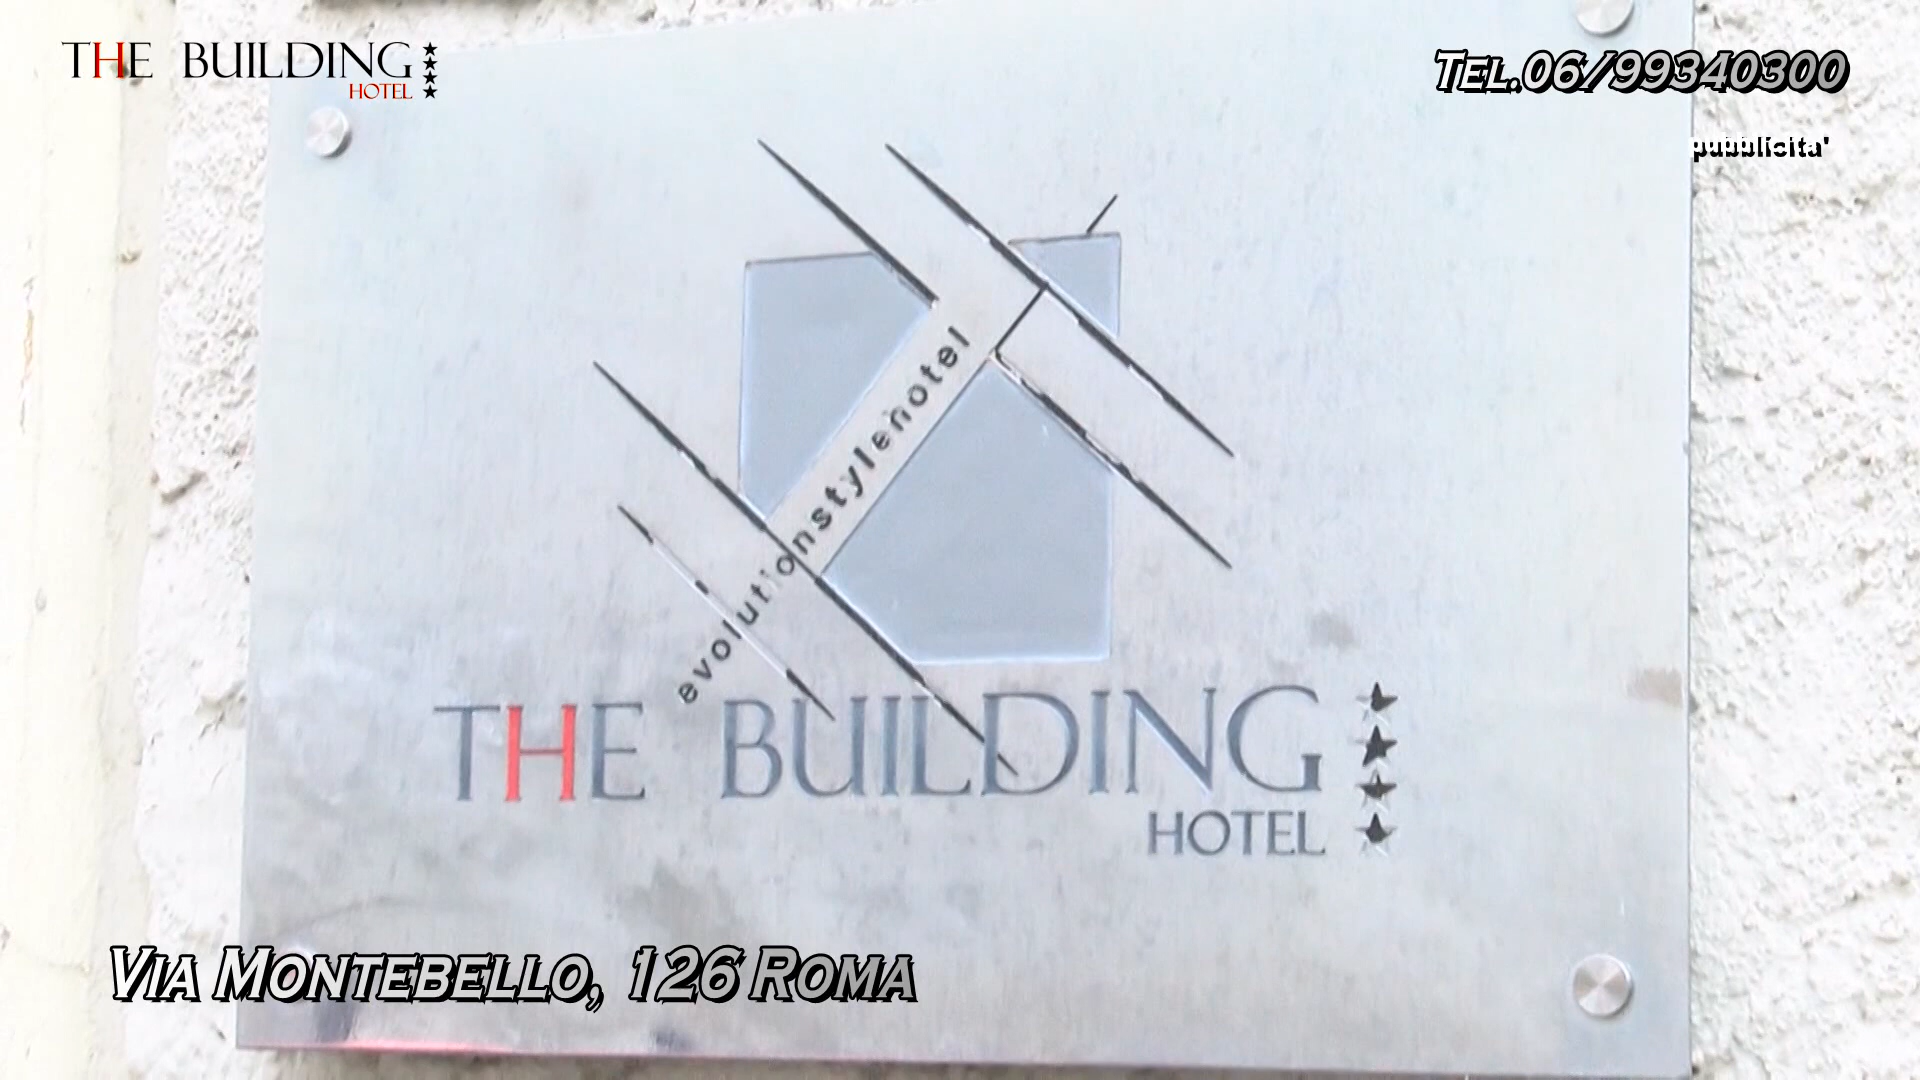 THE BUILDING
HOTEL
TEL.06/99340300
pubblicita'
evolutionstylehotel
THE BUILDING
HOTEL
VIA MONTEBELLO, 126 ROMA